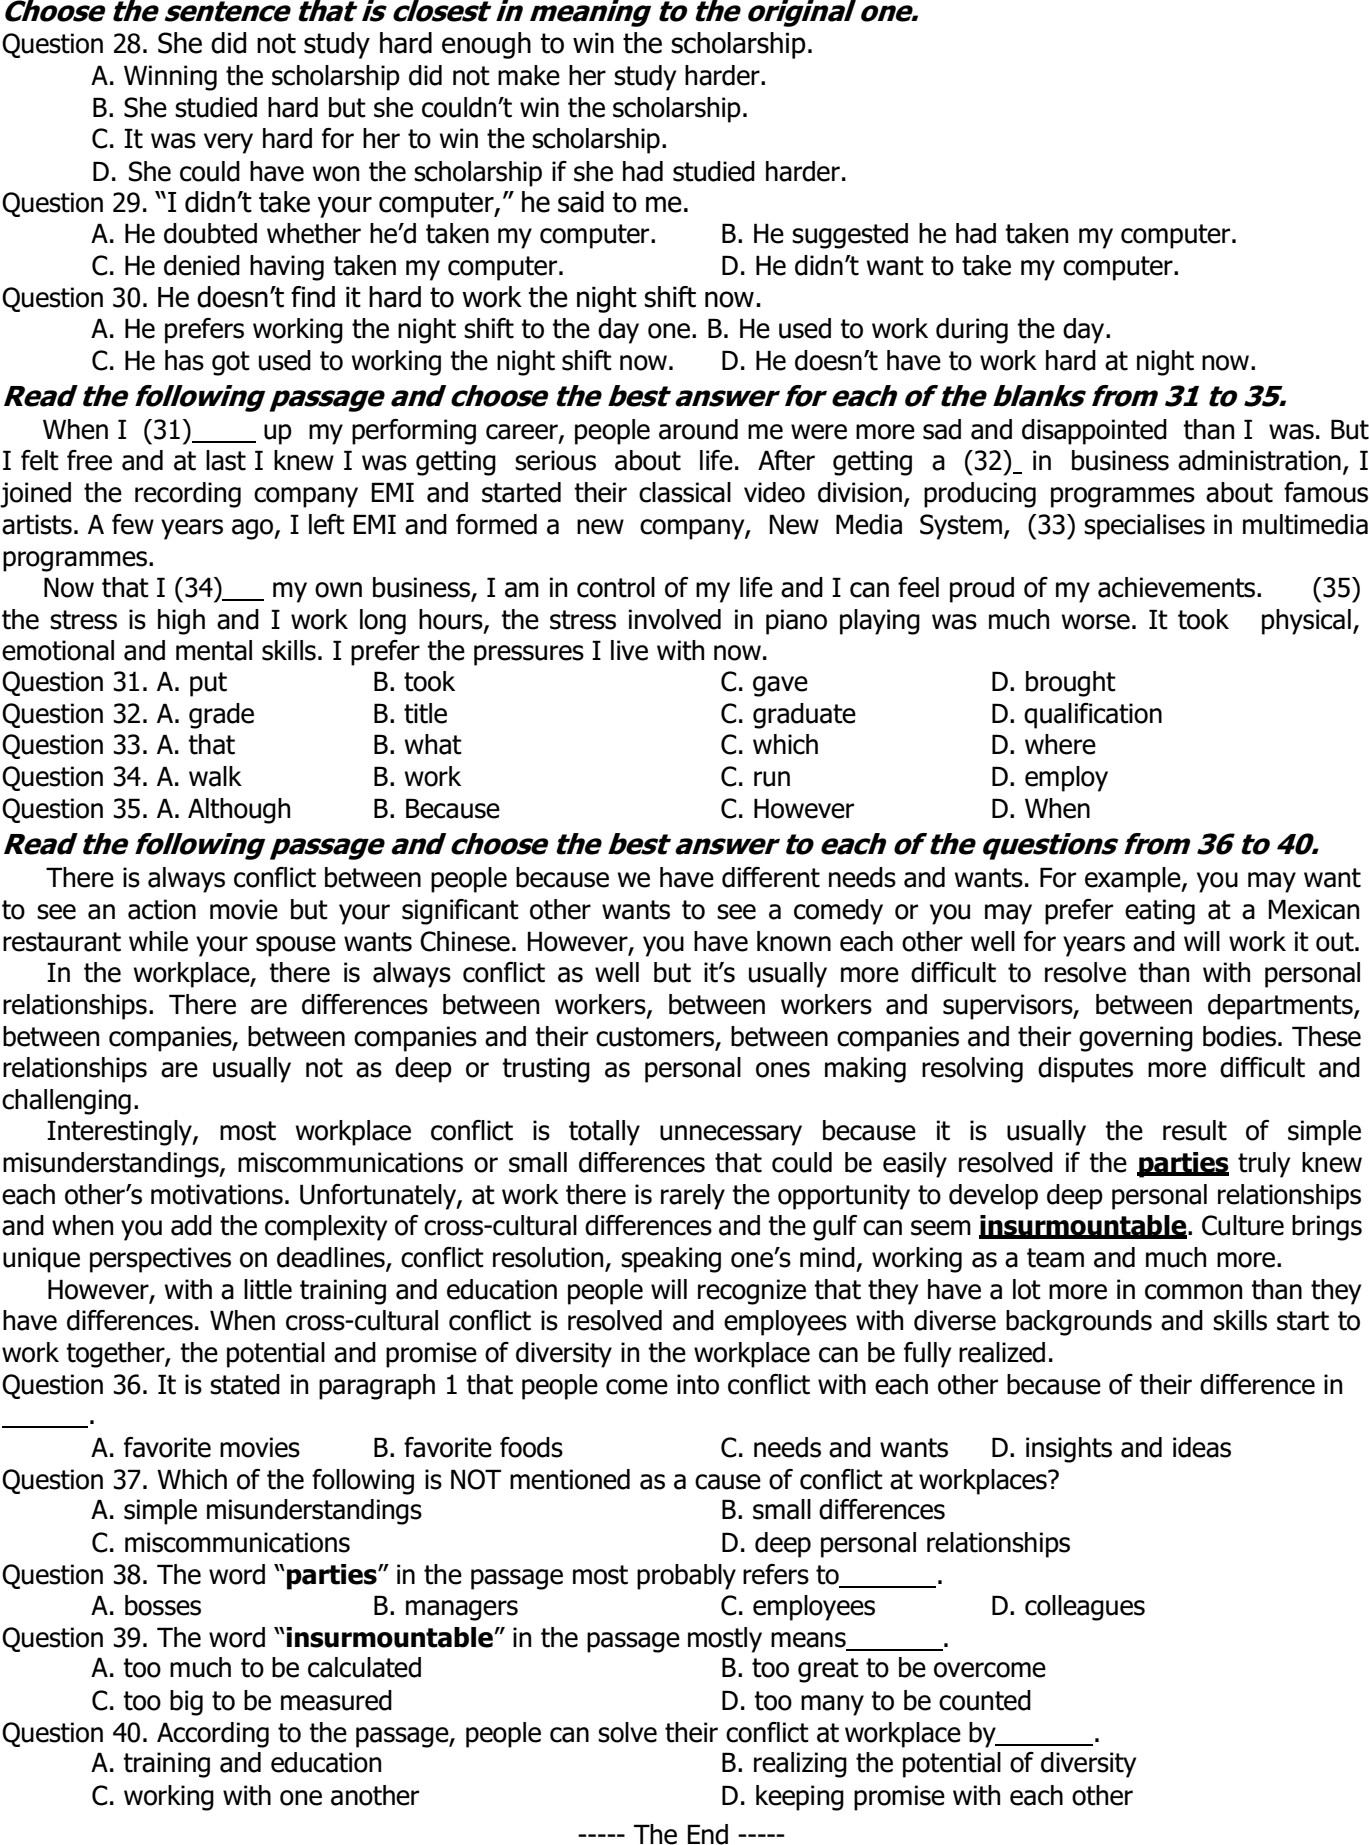 Choose the sentence that is closest in meaning to the original one.
Question 28. She did not study hard enough to win the scholarship.
A. Winning the scholarship did not make her study harder.
B. She studied hard but she couldn't win the scholarship.
C. It was very hard for her to win the scholarship.
D. She could have won the scholarship if she had studied harder.
Question 29. "I didn't take your computer," he said to me.
A. He doubted whether he'd taken my computer. B. He suggested he had taken my computer.
C. He denied having taken my computer. D. He didn't want to take my computer.
Question 30. He doesn't find it hard to work the night shift now.
A. He prefers working the night shift to the day one. B. He used to work during the day.
C. He has got used to working the night shift now. D. He doesn't have to work hard at night now.
Read the following passage and choose the best answer for each of the blanks from 31 to 35.
When I (31)_____ up my performing career, people around me were more sad and disappointed than I was. But
I felt free and at last I knew I was getting serious about life. After getting a (32)_ in business administration, I
joined the recording company EMI and started their classical video division, producing programmes about famous
artists. A few years ago, I left EMI and formed a new company, New Media System, (33) specialises in multimedia
programmes.
Now that I (34)___ my own business, I am in control of my life and I can feel proud of my achievements. (35)
the stress is high and I work long hours, the stress involved in piano playing was much worse. It took physical,
emotional and mental skills. I prefer the pressures I live with now.
Question 31. A. put B. took C. gave D. brought
Question 32. A. grade B. title C. graduate D. qualification
Question 33. A. that B. what C. which D. where
Question 34. A. walk B. work C. run D. employ
Question 35. A. Although B. Because C. However D. When
Read the following passage and choose the best answer to each of the questions from 36 to 40.
There is always conflict between people because we have different needs and wants. For example, you may want
to see an action movie but your significant other wants to see a comedy or you may prefer eating at a Mexican
restaurant while your spouse wants Chinese. However, you have known each other well for years and will work it out.
In the workplace, there is always conflict as well but it's usually more difficult to resolve than with personal
relationships. There are differences between workers, between workers and supervisors, between departments,
between companies, between companies and their customers, between companies and their governing bodies. These
relationships are usually not as deep or trusting as personal ones making resolving disputes more difficult and
challenging.
Interestingly, most workplace conflict is totally unnecessary because it is usually the result of simple
misunderstandings, miscommunications or small differences that could be easily resolved if the parties truly knew
each other's motivations. Unfortunately, at work there is rarely the opportunity to develop deep personal relationships
and when you add the complexity of cross-cultural differences and the gulf can seem insurmountable. Culture brings
unique perspectives on deadlines, conflict resolution, speaking one's mind, working as a team and much more.
However, with a little training and education people will recognize that they have a lot more in common than they
have differences. When cross-cultural conflict is resolved and employees with diverse backgrounds and skills start to
work together, the potential and promise of diversity in the workplace can be fully realized.
Question 36. It is stated in paragraph 1 that people come into conflict with each other because of their difference in
_______.
A. favorite movies B. favorite foods C. needs and wants D. insights and ideas
Question 37. Which of the following is NOT mentioned as a cause of conflict at workplaces?
A. simple misunderstandings B. small differences
C. miscommunications D. deep personal relationships
Question 38. The word "parties" in the passage most probably refers to_______.
A. bosses B. managers C. employees D. colleagues
Question 39. The word "insurmountable" in the passage mostly means_______.
A. too much to be calculated B. too great to be overcome
C. too big to be measured D. too many to be counted
Question 40. According to the passage, people can solve their conflict at workplace by_______.
A. training and education B. realizing the potential of diversity
C. working with one another D. keeping promise with each other
----- The End -----